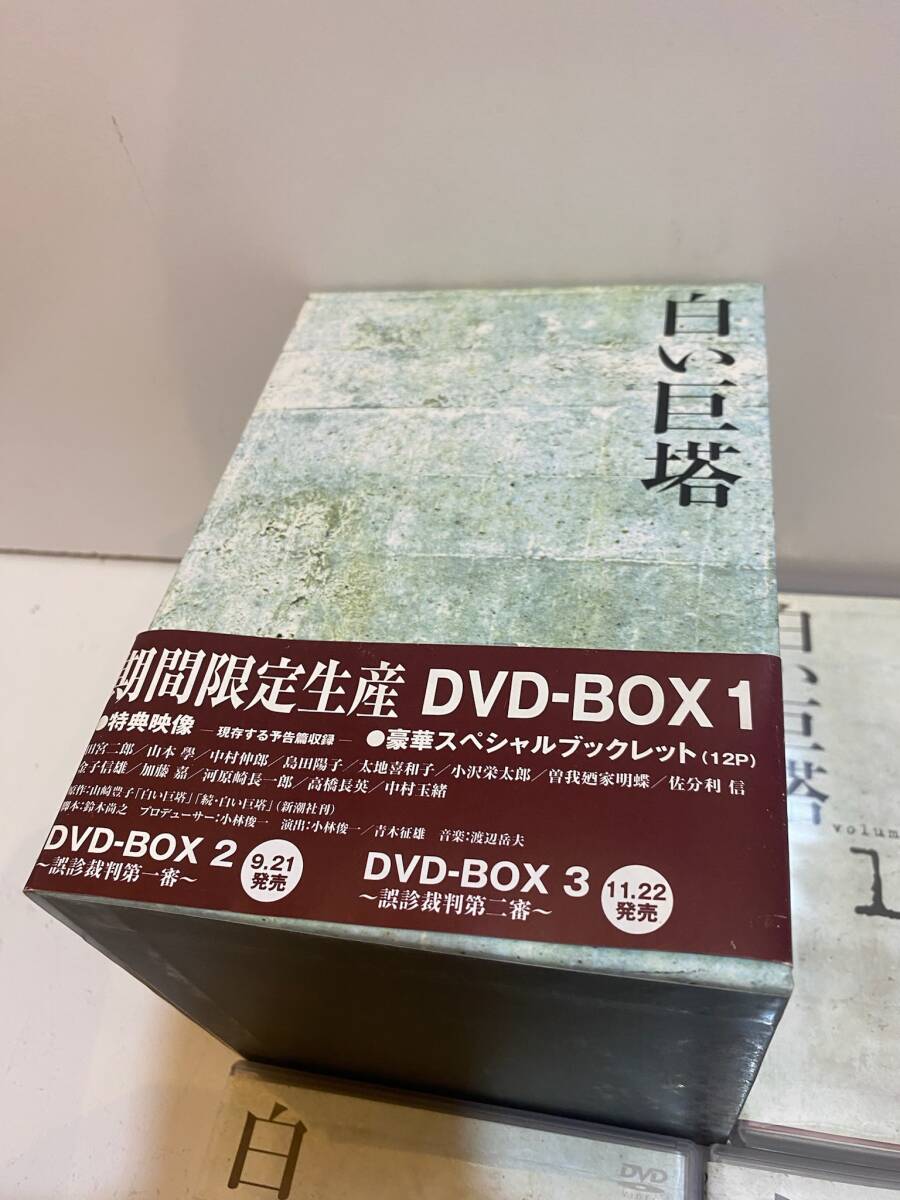 白い巨塔
期間限定生産 DVD-BOX 1
●特典映像 ―現存する予告篇収録― ●豪華スペシャルブックレット(12P)
田宮二郎/山本 學/中村伸郎/島田陽子/太地喜和子/小沢栄太郎/曽我廼家明蝶/佐分利 信
金子信雄/加藤 嘉/河原崎長一郎/高橋長英/中村玉緒
原作:山崎豊子「白い巨塔」「続・白い巨塔」(新潮社刊)
脚本:鈴木尚之 プロデューサー:小林俊一 演出:小林俊一/青木征雄 音楽:渡辺岳夫
DVD-BOX 2 9.21発売
~誤診裁判第一審~
DVD-BOX 3 11.22発売
~誤診裁判第二審~
白い巨塔
volume
1
白
DVD
VIDEO